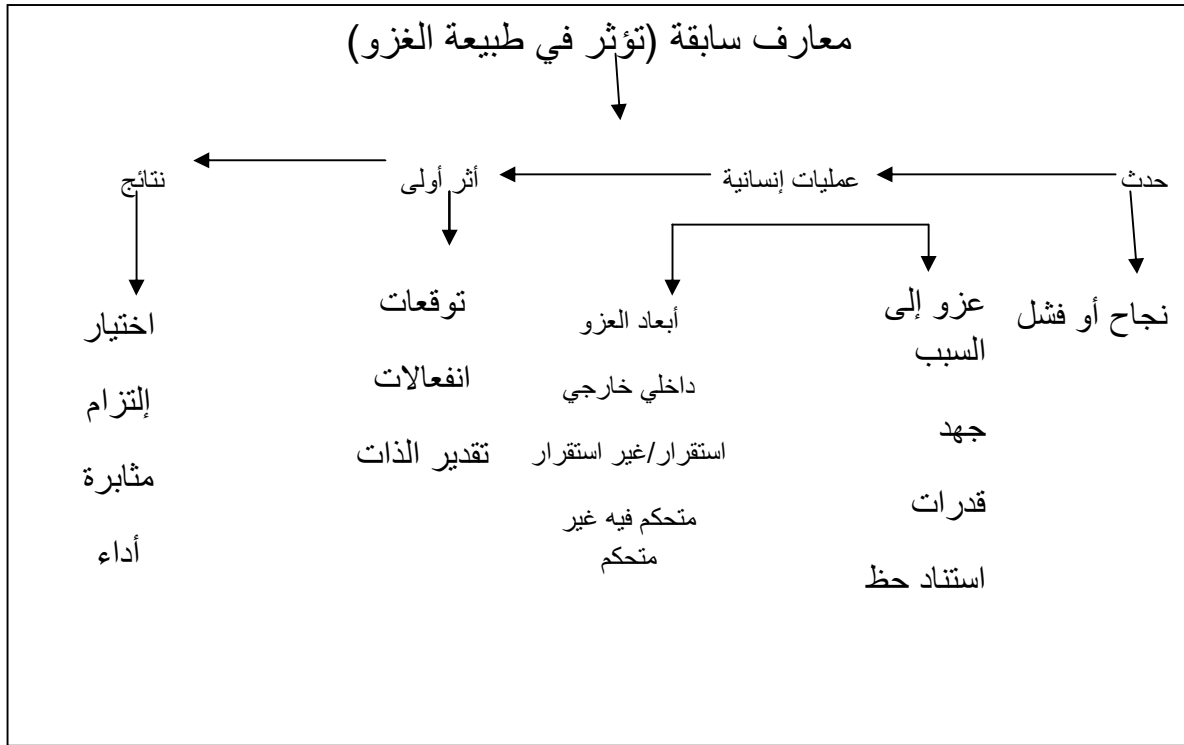 معارف سابقة (تؤثر في طبيعة الغزو)
حدث
عمليات إنسانية
أثر أولى
نتائج
نجاح أو فشل
عزو إلى
السبب
جهد
قدرات
استناد حظ
أبعاد العزو
داخلي خارجي
استقرار/غير استقرار
متحكم فيه غير
متحكم
توقعات
انفعالات
تقدير الذات
اختيار
إلتزام
مثابرة
أداء